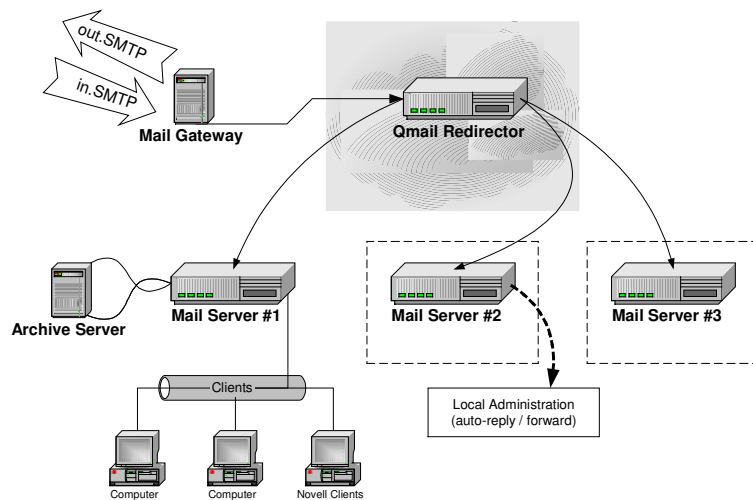 out.SMTP
in.SMTP
Mail Gateway
Qmail Redirector
Archive Server
Mail Server #1
Mail Server #2
Mail Server #3
Clients
Local Administration
(auto-reply / forward)
Computer
Computer
Novell Clients